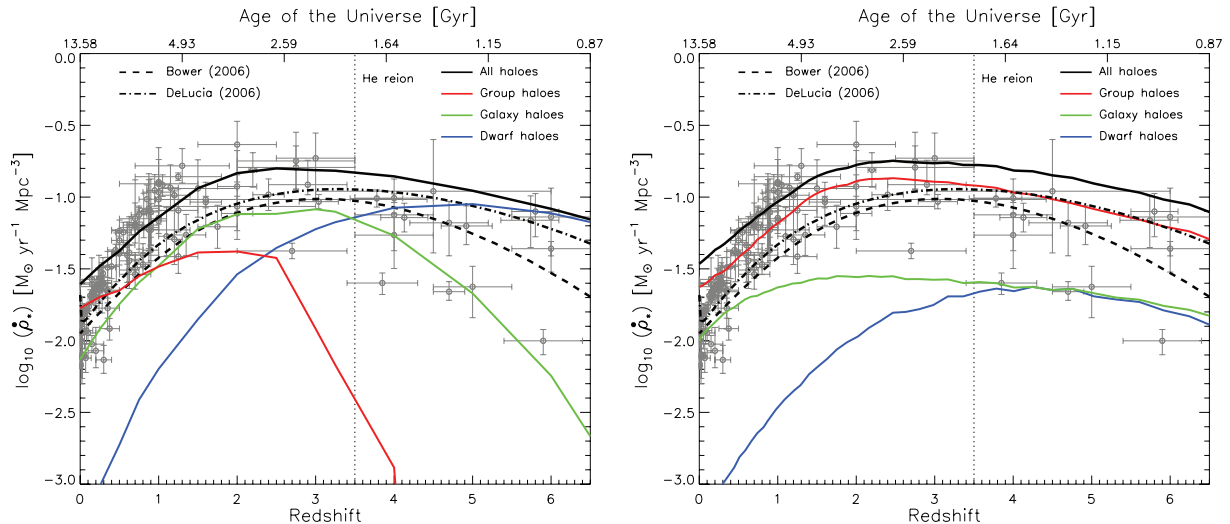 Age of the Universe [Gyr]
13.58 4.93 2.59 1.64 1.15 0.87
0.0
-0.5
-1.0
-1.5
-2.0
-2.5
-3.0
log10 (ρ̇*) [M⊙ yr−1 Mpc−3]
Bower (2006)
DeLucia (2006)
He reion
All haloes
Group haloes
Galaxy haloes
Dwarf haloes
0 1 2 3 4 5 6
Redshift
Age of the Universe [Gyr]
13.58 4.93 2.59 1.64 1.15 0.87
0.0
-0.5
-1.0
-1.5
-2.0
-2.5
-3.0
log10 (ρ̇*) [M⊙ yr−1 Mpc−3]
Bower (2006)
DeLucia (2006)
He reion
All haloes
Group haloes
Galaxy haloes
Dwarf haloes
0 1 2 3 4 5 6
Redshift